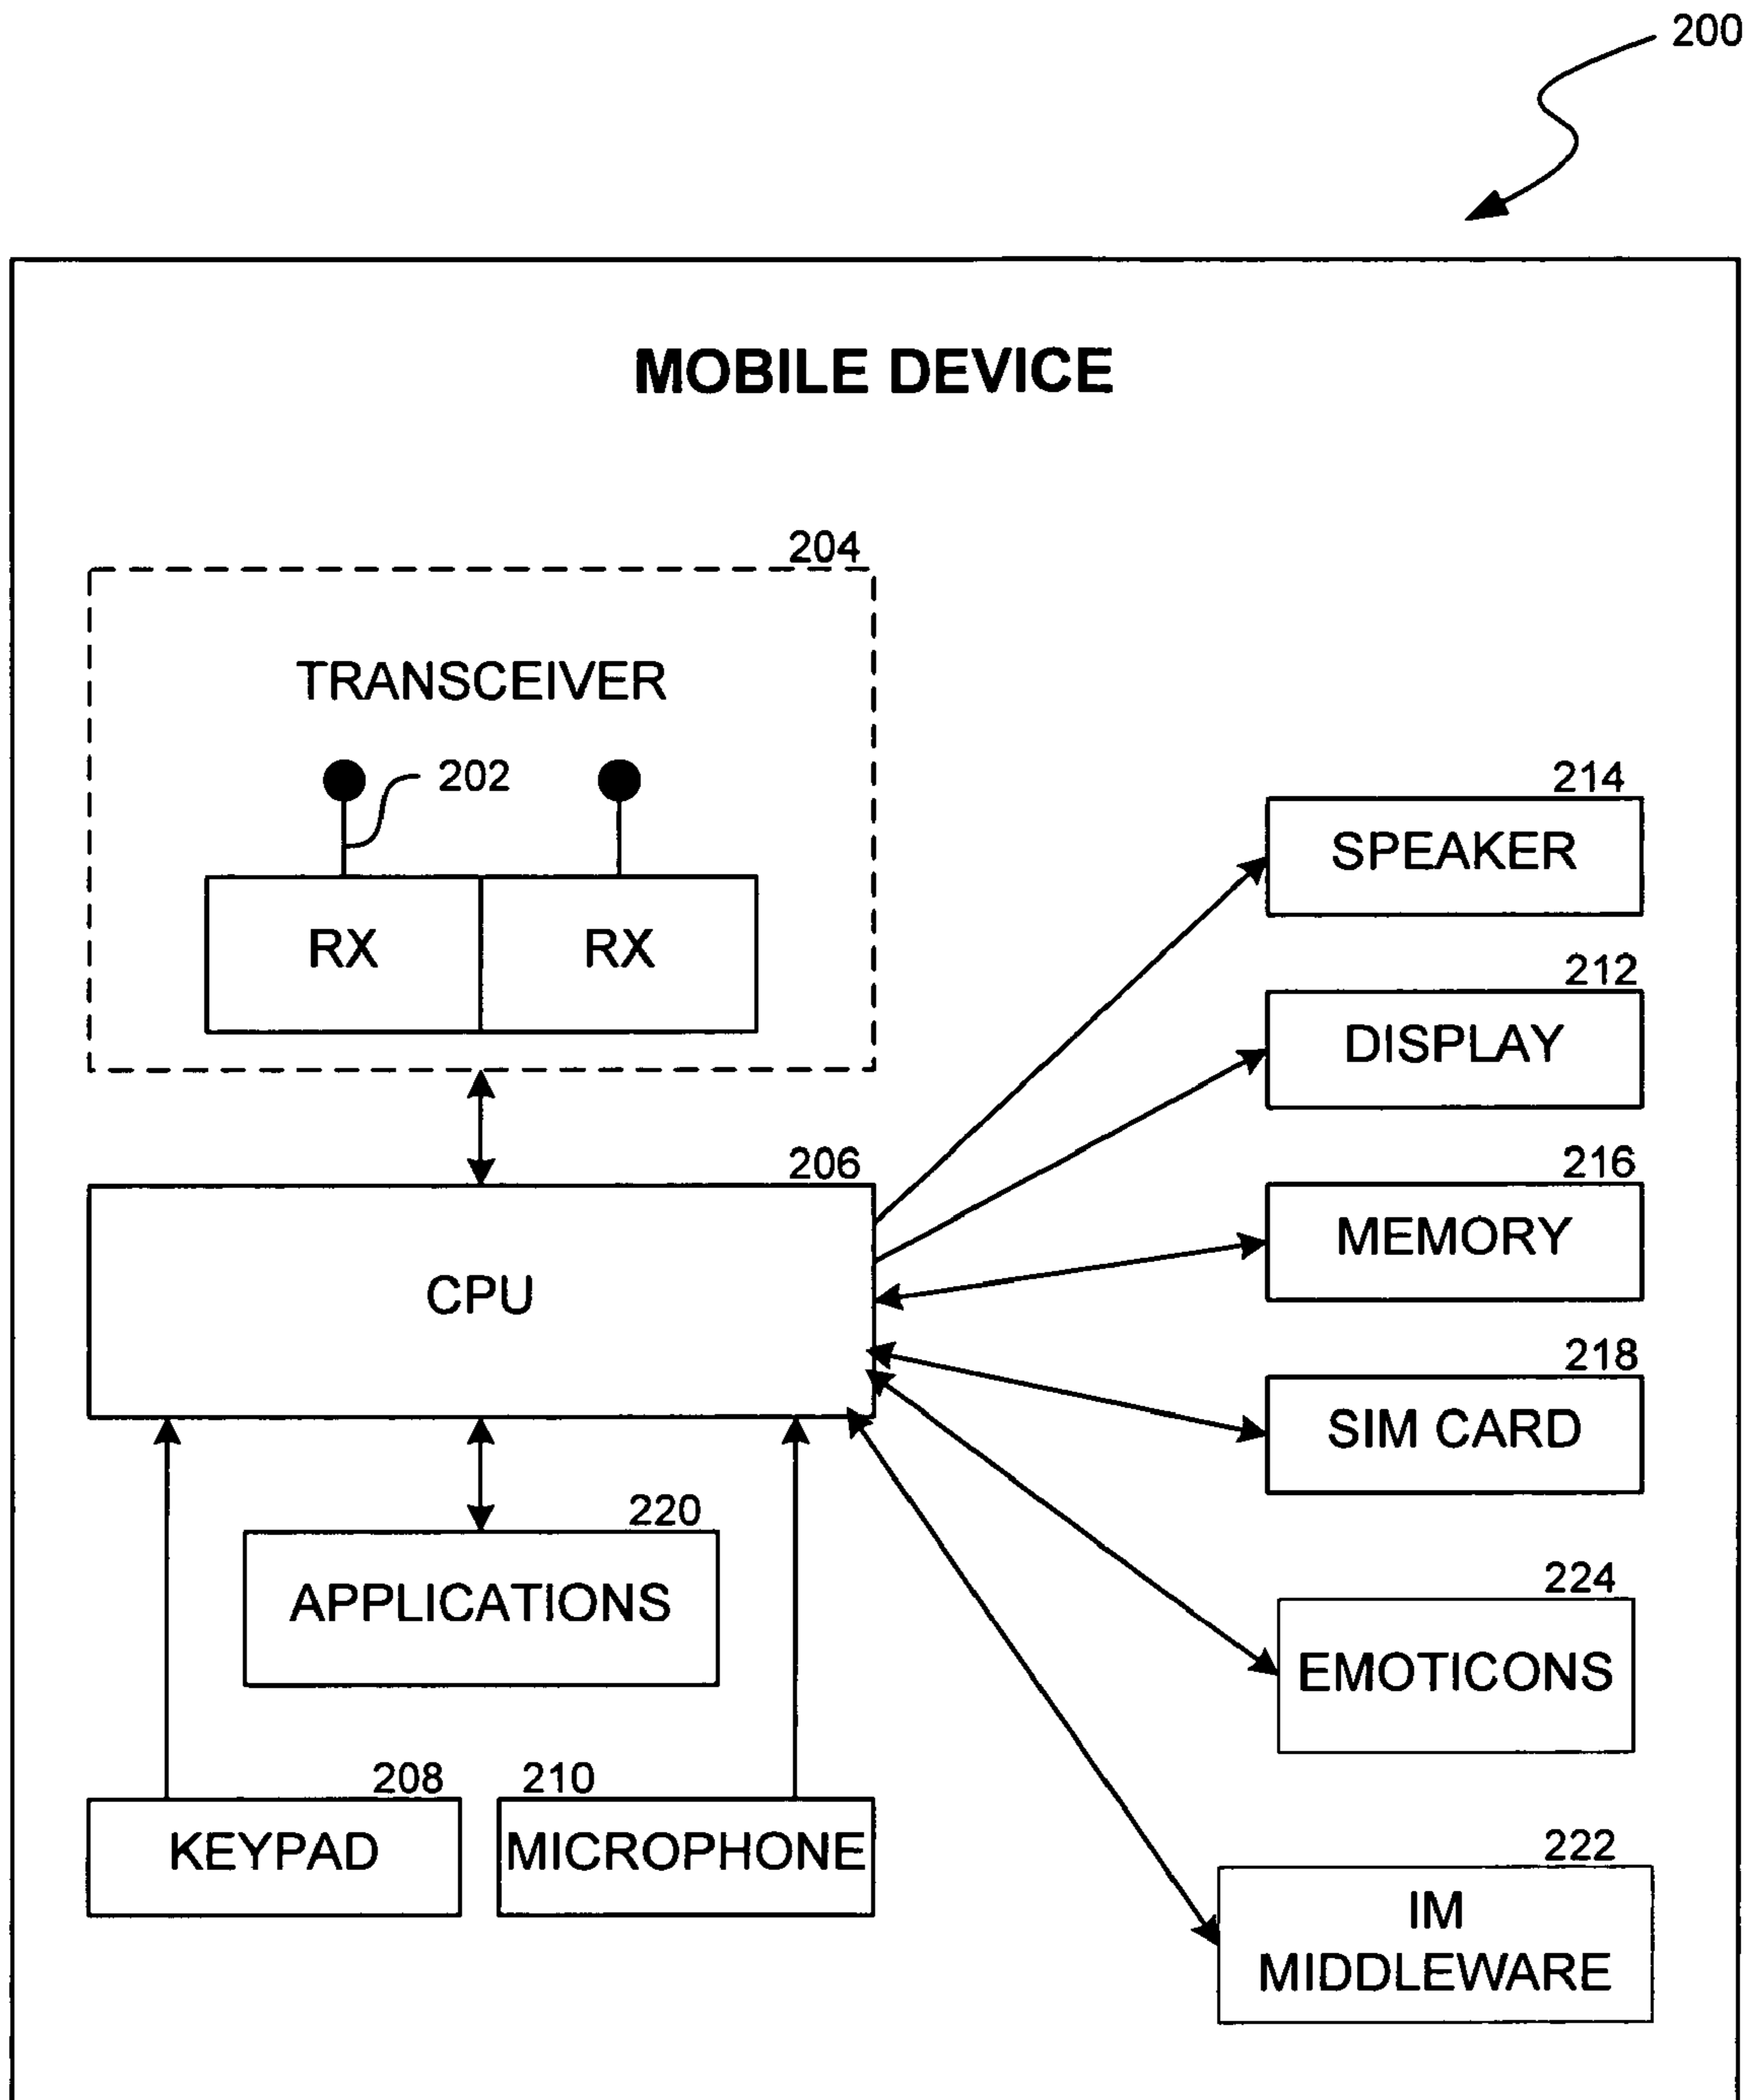 200
MOBILE DEVICE
204
TRANSCEIVER
202
RX
RX
214
SPEAKER
212
DISPLAY
206
CPU
216
MEMORY
218
SIM CARD
220
APPLICATIONS
224
EMOTICONS
208
KEYPAD
210
MICROPHONE
222
IM
MIDDLEWARE